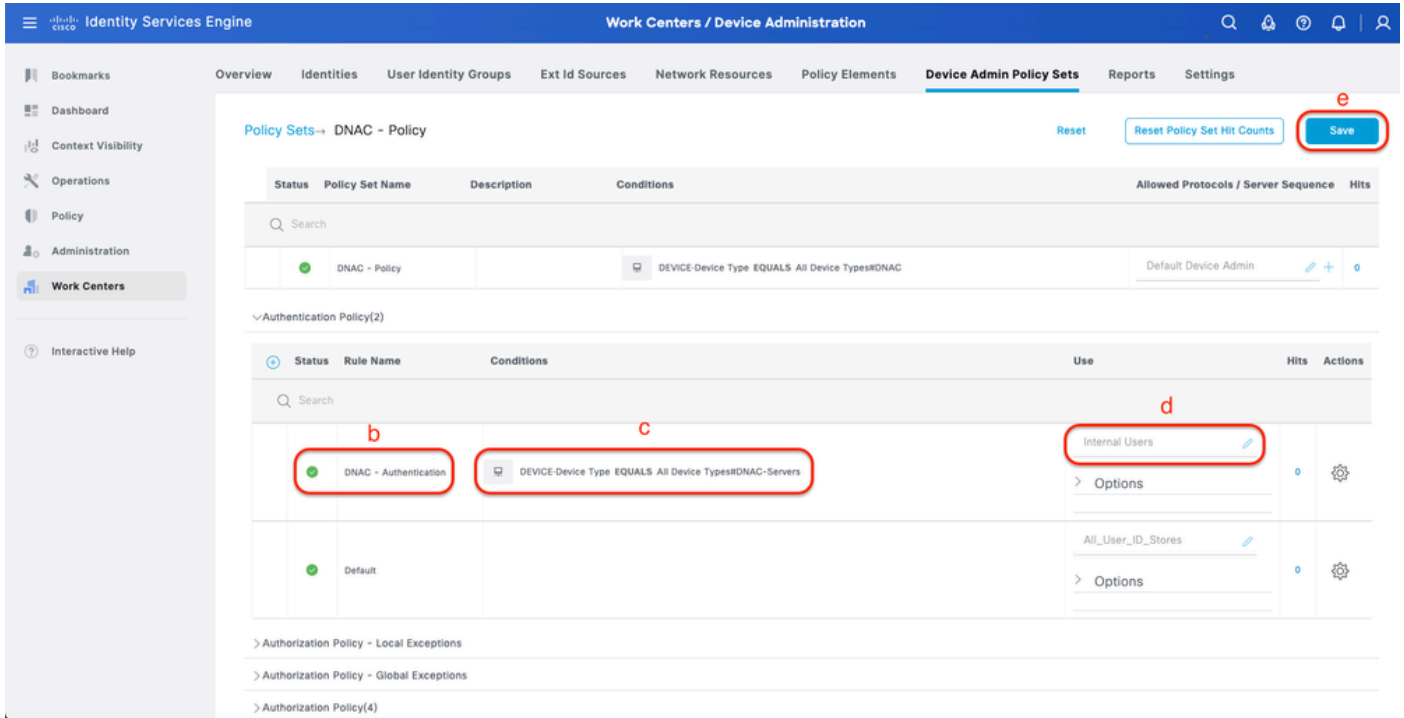 cisco Identity Services Engine
Work Centers / Device Administration
Bookmarks
Dashboard
Context Visibility
Operations
Policy
Administration
Work Centers
Interactive Help
Overview Identities User Identity Groups Ext Id Sources Network Resources Policy Elements Device Admin Policy Sets Reports Settings
e
Policy Sets→ DNAC - Policy Reset Reset Policy Set Hit Counts Save
Status Policy Set Name Description Conditions Allowed Protocols / Server Sequence Hits
Search
DNAC - Policy DEVICE-Device Type EQUALS All Device Types#DNAC Default Device Admin 0
Authentication Policy(2)
Status Rule Name Conditions Use Hits Actions
Search
b c d
Internal Users
DNAC - Authentication DEVICE-Device Type EQUALS All Device Types#DNAC-Servers 0
Options
All_User_ID_Stores
Default 0
Options
Authorization Policy - Local Exceptions
Authorization Policy - Global Exceptions
Authorization Policy(4)